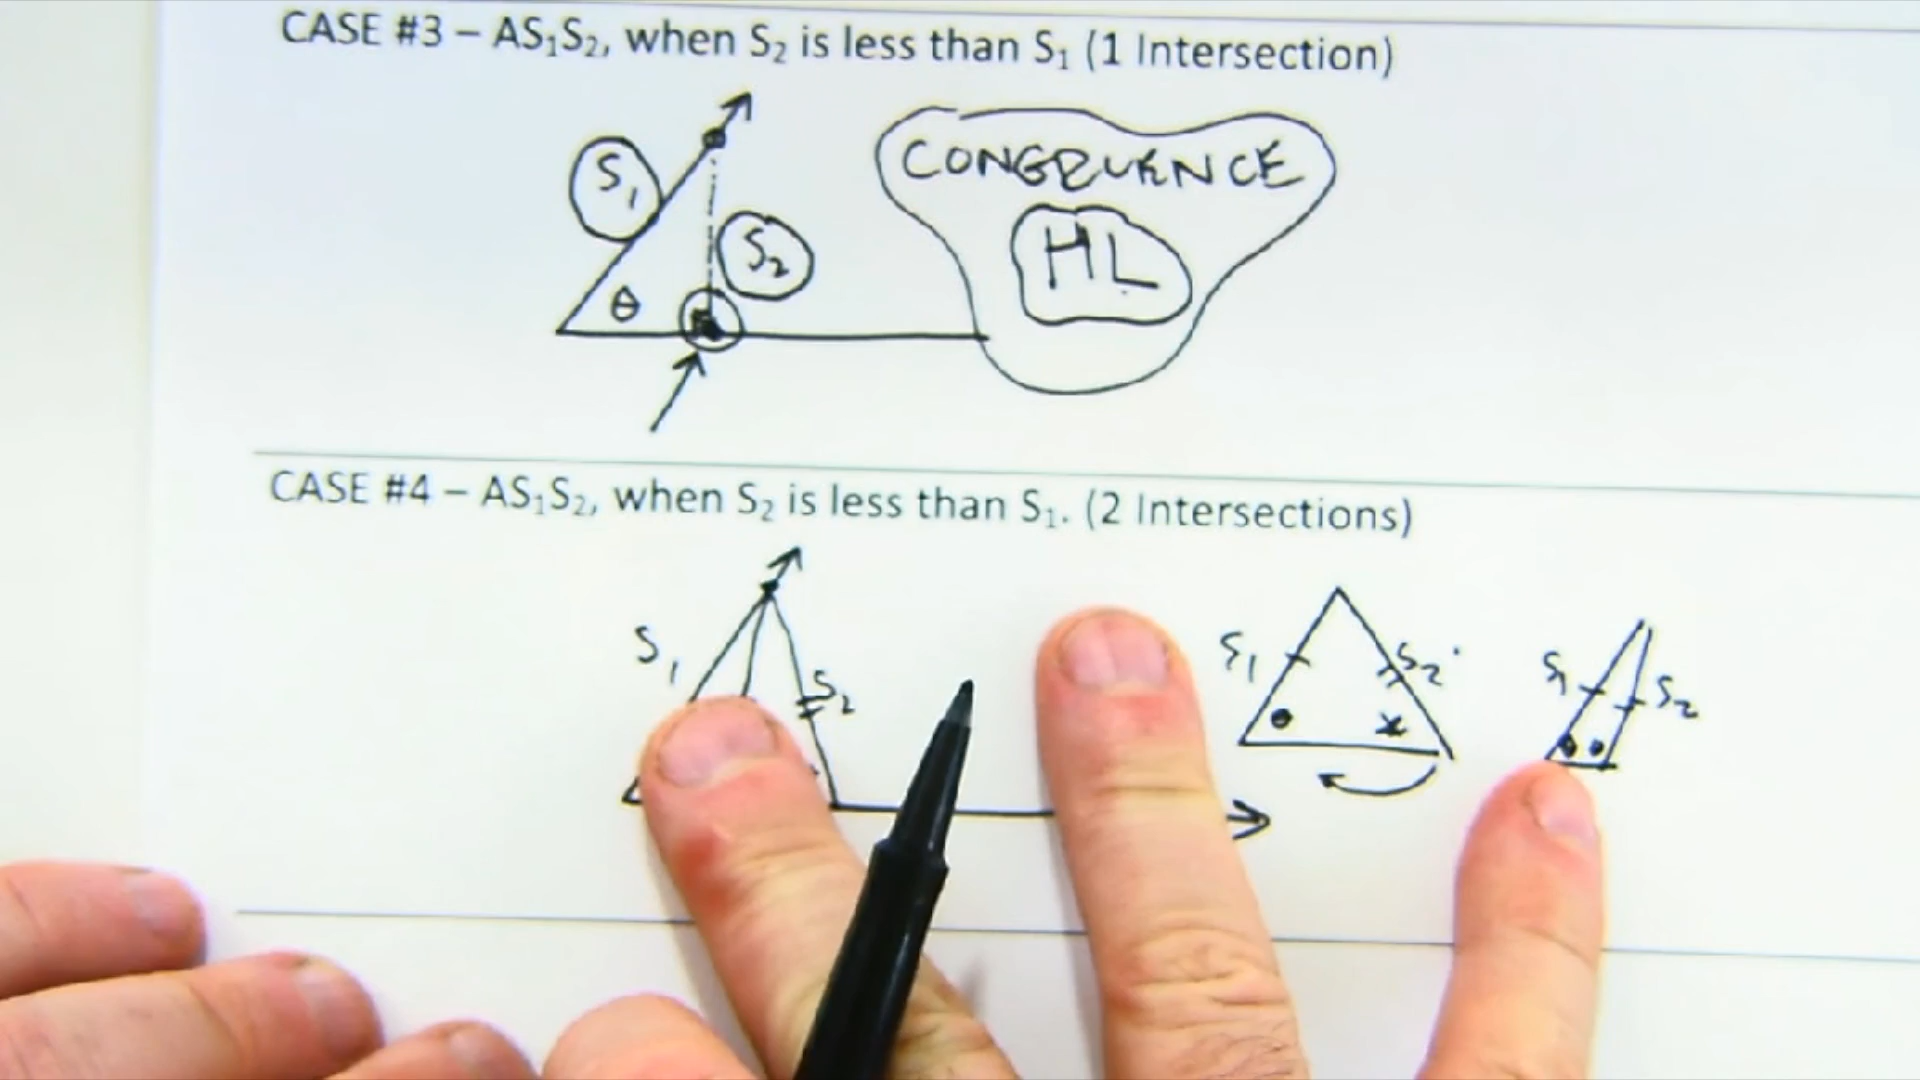 CASE #3 – AS₁S₂, when S₂ is less than S₁ (1 Intersection)
S₁
CONGRUENCE
S₂
HL
θ
CASE #4 – AS₁S₂, when S₂ is less than S₁. (2 Intersections)
S₁ S₂ S₁ S₂ S₁ S₂